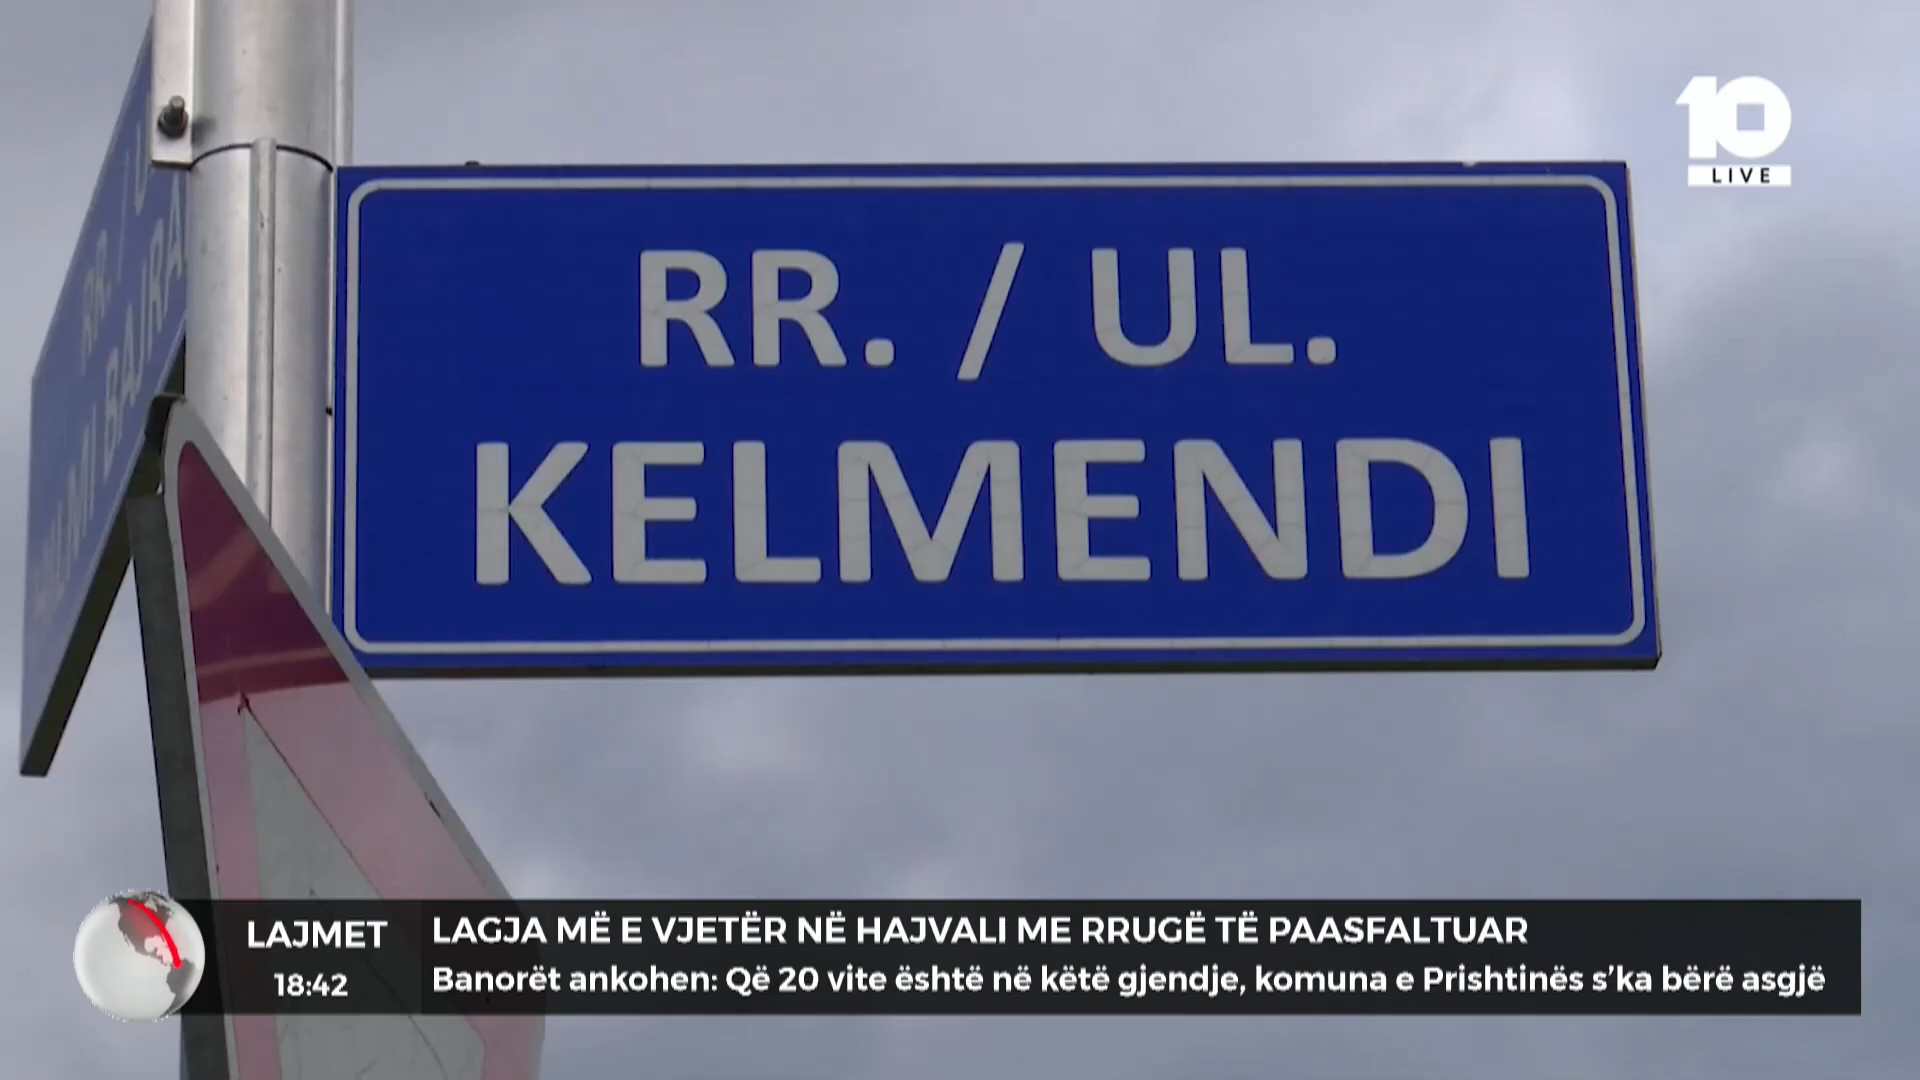 10
LIVE
RR. / UL.
KELMENDI
RR. / U
LAJMET
18:42
LAGJA MË E VJETËR NË HAJVALI ME RRUGË TË PAASFALTUAR
Banorët ankohen: Që 20 vite është në këtë gjendje, komuna e Prishtinës s'ka bërë asgjë